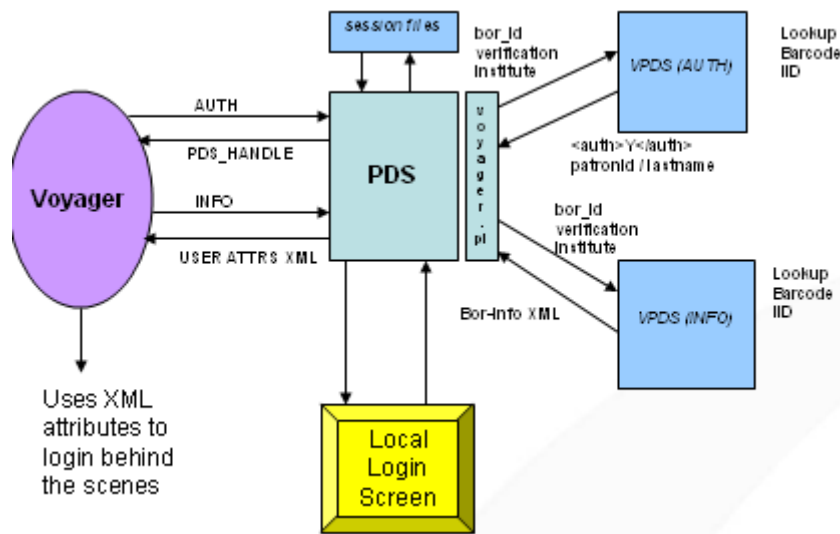 session files
bor_id
verification
institute
VPDS (AUTH)
Lookup
Barcode
IID
AUTH
PDS_HANDLE
Voyager
PDS
voyager.pl
<auth>Y</auth>
patronid / lastname
INFO
USER ATTRS XML
bor_id
verification
institute
Bor-Info XML
VPDS (INFO)
Lookup
Barcode
IID
Uses XML
attributes to
login behind
the scenes
Local
Login
Screen